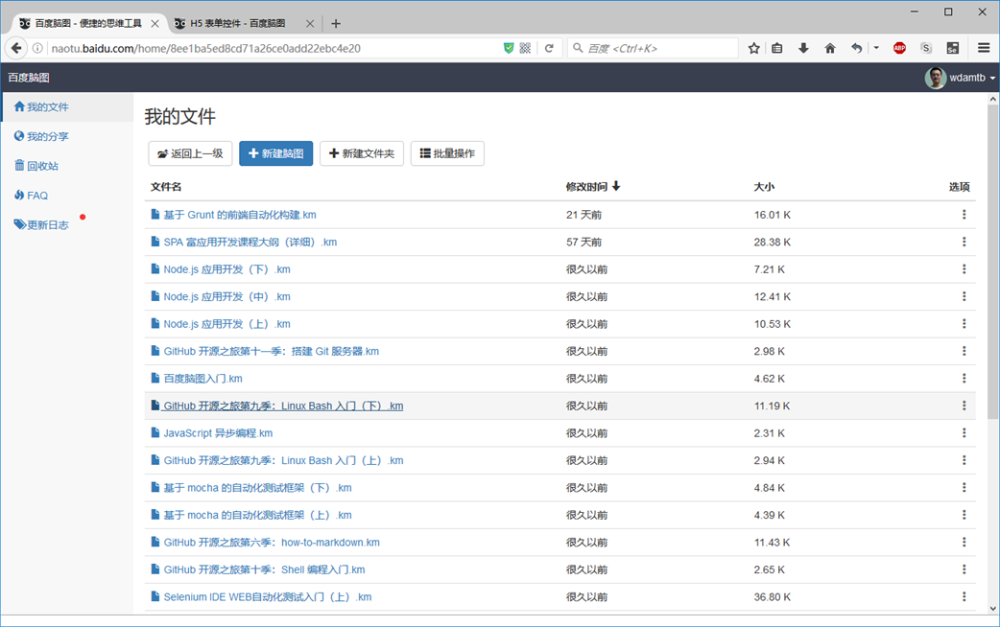 百度脑图 - 便捷的思维工具
H5 表单控件 - 百度脑图
naotu.baidu.com/home/8ee1ba5ed8cd71a26ce0add22ebc4e20
百度 <Ctrl+K>
ABP
S
Se
百度脑图
wdamtb
我的文件
我的分享
回收站
FAQ
更新日志
我的文件
返回上一级 新建脑图 新建文件夹 批量操作
文件名 修改时间 大小 选项
基于 Grunt 的前端自动化构建.km 21 天前 16.01 K
SPA 富应用开发课程大纲（详细）.km 57 天前 28.38 K
Node.js 应用开发（下）.km 很久以前 7.21 K
Node.js 应用开发（中）.km 很久以前 12.41 K
Node.js 应用开发（上）.km 很久以前 10.53 K
GitHub 开源之旅第十一季：搭建 Git 服务器.km 很久以前 2.98 K
百度脑图入门.km 很久以前 4.62 K
GitHub 开源之旅第九季：Linux Bash 入门（下）.km 很久以前 11.19 K
JavaScript 异步编程.km 很久以前 2.31 K
GitHub 开源之旅第九季：Linux Bash 入门（上）.km 很久以前 2.94 K
基于 mocha 的自动化测试框架（下）.km 很久以前 4.84 K
基于 mocha 的自动化测试框架（上）.km 很久以前 4.39 K
GitHub 开源之旅第六季：how-to-markdown.km 很久以前 11.43 K
GitHub 开源之旅第十季：Shell 编程入门.km 很久以前 2.65 K
Selenium IDE WEB自动化测试入门（上）.km 很久以前 36.80 K